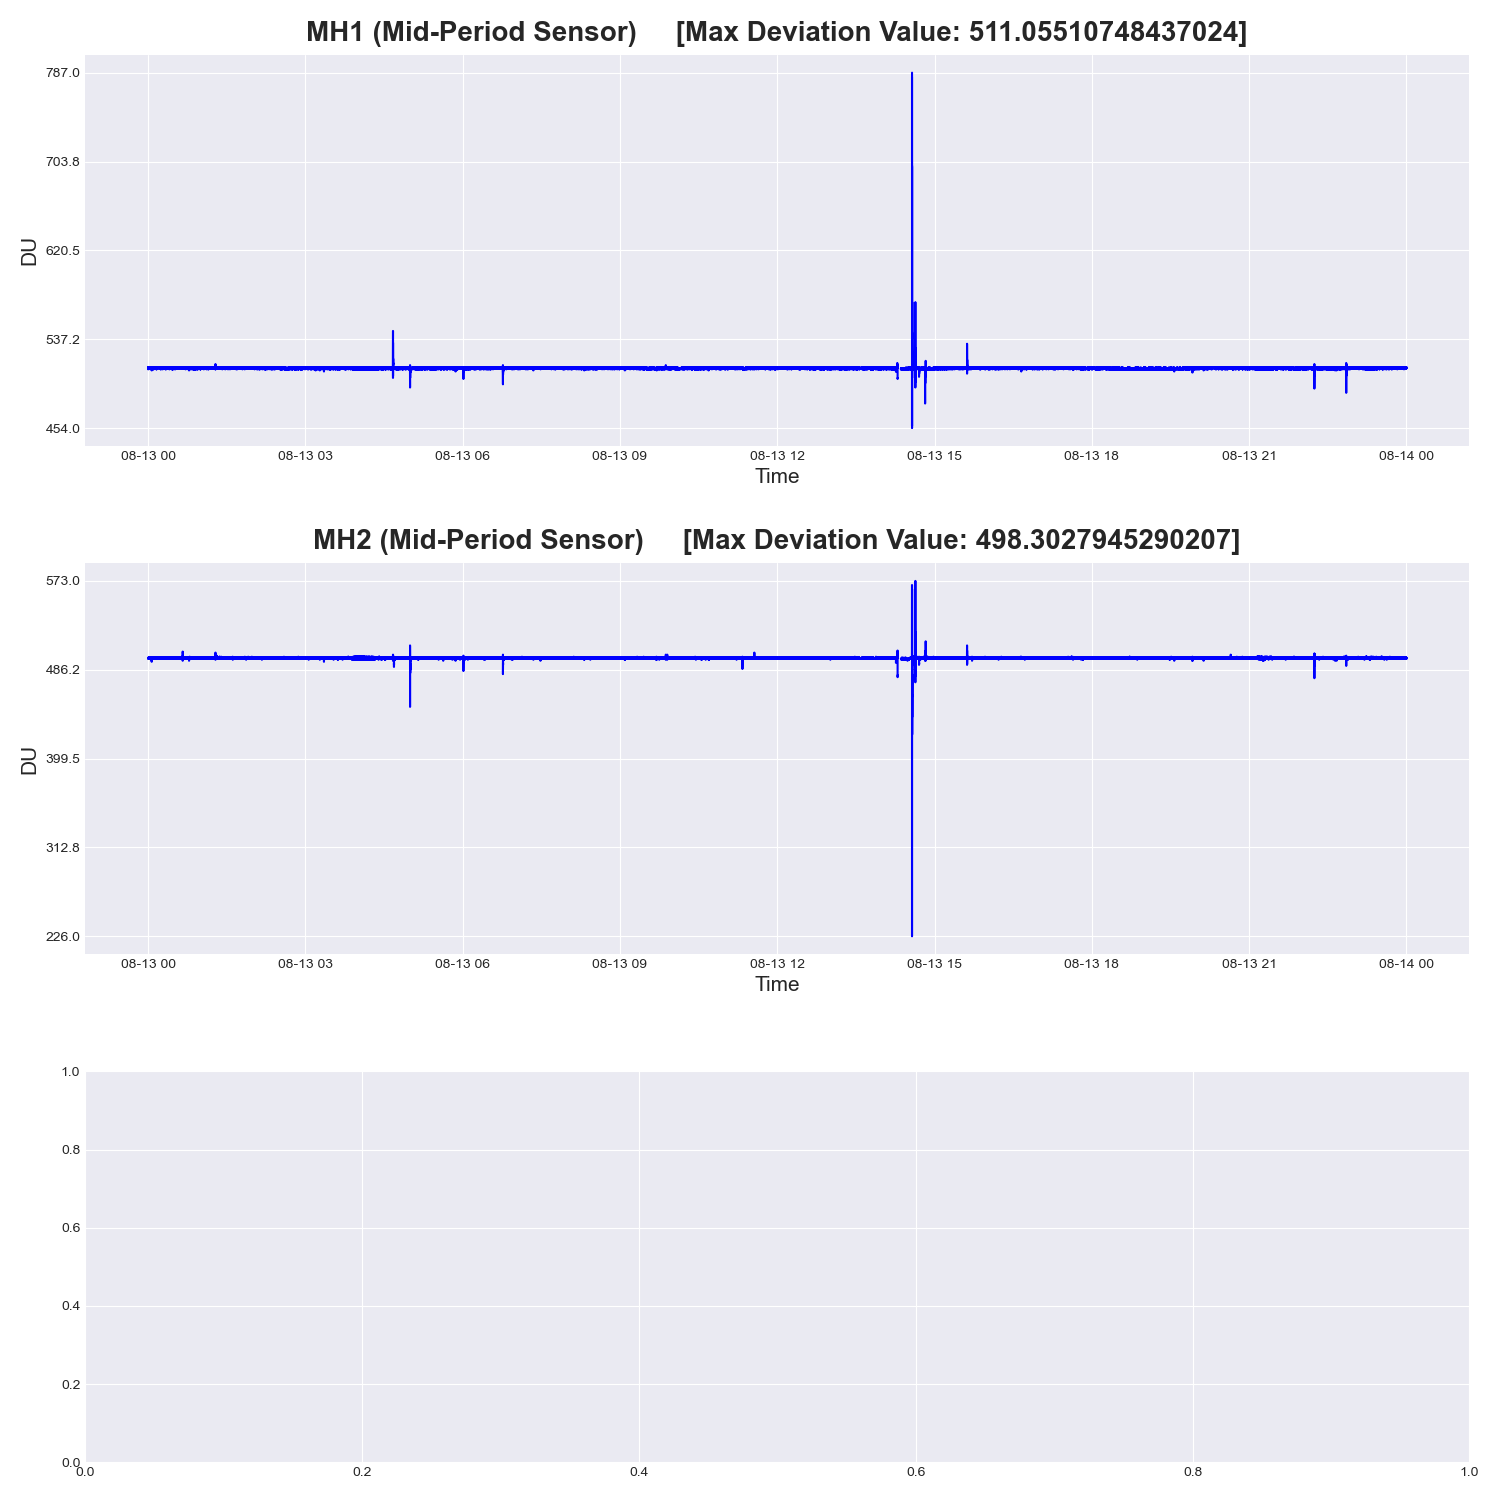 MH1 (Mid-Period Sensor) [Max Deviation Value: 511.05510748437024]
787.0
703.8
620.5
537.2
454.0
DU
08-13 00 08-13 03 08-13 06 08-13 09 08-13 12 08-13 15 08-13 18 08-13 21 08-14 00
Time
MH2 (Mid-Period Sensor) [Max Deviation Value: 498.3027945290207]
573.0
486.2
399.5
312.8
226.0
DU
08-13 00 08-13 03 08-13 06 08-13 09 08-13 12 08-13 15 08-13 18 08-13 21 08-14 00
Time
1.0
0.8
0.6
0.4
0.2
0.0
0.0 0.2 0.4 0.6 0.8 1.0